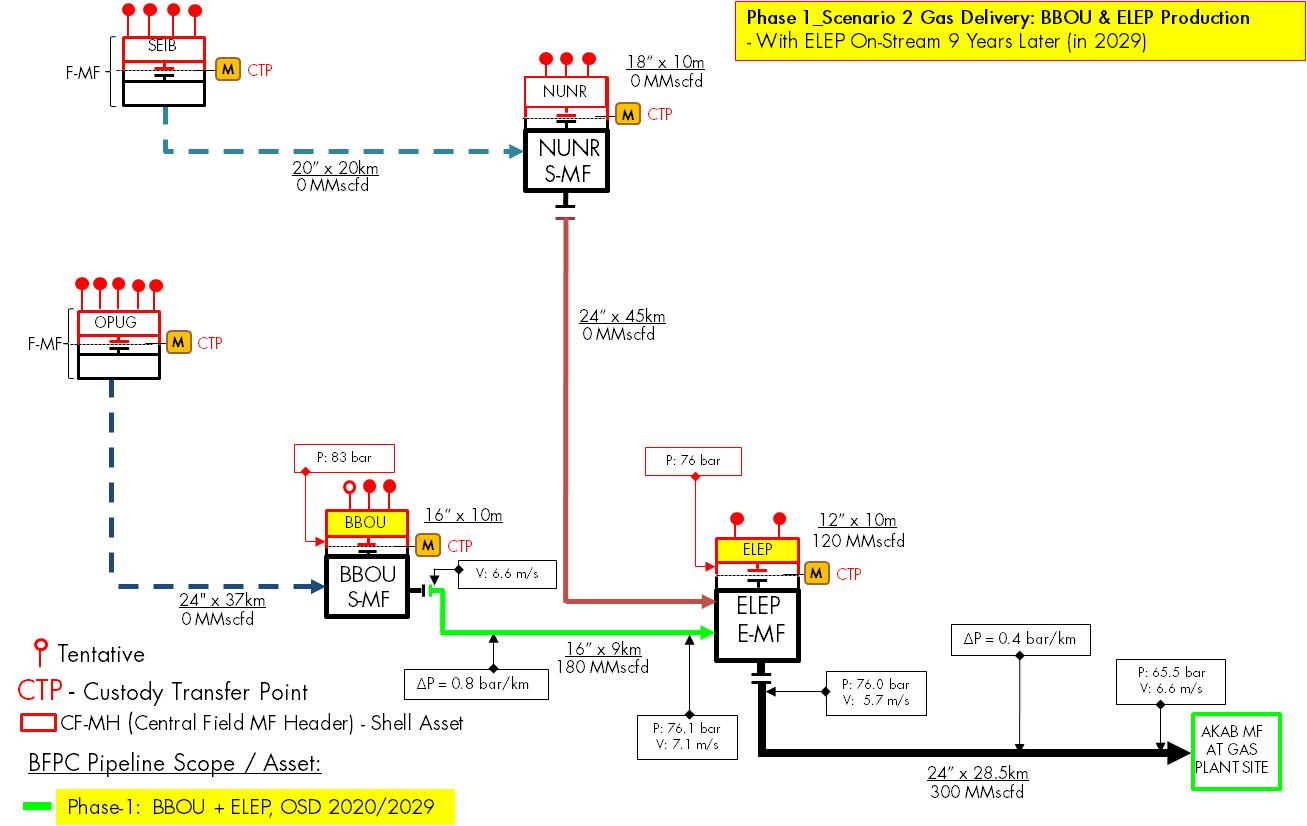 Phase 1_Scenario 2 Gas Delivery: BBOU & ELEP Production
- With ELEP On-Stream 9 Years Later (in 2029)
SEIB
F-MF
M
CTP
20” x 20km
0 MMscfd
18” x 10m
0 MMscfd
NUNR
M
CTP
NUNR
S-MF
24” x 45km
0 MMscfd
OPUG
F-MF
M
CTP
24" x 37km
0 MMscfd
P: 83 bar
BBOU
16” x 10m
M
CTP
BBOU
S-MF
V: 6.6 m/s
ΔP = 0.8 bar/km
16” x 9km
180 MMscfd
P: 76.1 bar
V: 7.1 m/s
P: 76 bar
ELEP
12” x 10m
120 MMscfd
M
CTP
ELEP
E-MF
P: 76.0 bar
V: 5.7 m/s
ΔP = 0.4 bar/km
P: 65.5 bar
V: 6.6 m/s
24” x 28.5km
300 MMscfd
AKAB MF
AT GAS
PLANT SITE
Tentative
CTP - Custody Transfer Point
CF-MH (Central Field MF Header) - Shell Asset
BFPC Pipeline Scope / Asset:
Phase-1: BBOU + ELEP, OSD 2020/2029